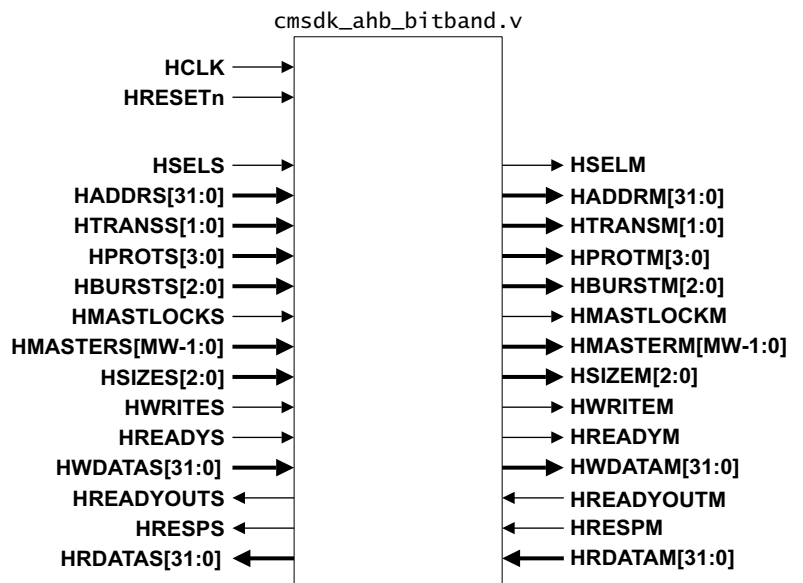 cmsdk_ahb_bitband.v
HCLK
HRESETn
HSELS
HSELM
HADDRS[31:0]
HADDRM[31:0]
HTRANSS[1:0]
HTRANSM[1:0]
HPROTS[3:0]
HPROTM[3:0]
HBURSTS[2:0]
HBURSTM[2:0]
HMASTLOCKS
HMASTLOCKM
HMASTERS[MW-1:0]
HMASTERM[MW-1:0]
HSIZES[2:0]
HSIZEM[2:0]
HWRITES
HWRITEM
HREADYS
HREADYM
HWDATAS[31:0]
HWDATAM[31:0]
HREADYOUTS
HREADYOUTM
HRESPS
HRESPM
HRDATAS[31:0]
HRDATAM[31:0]